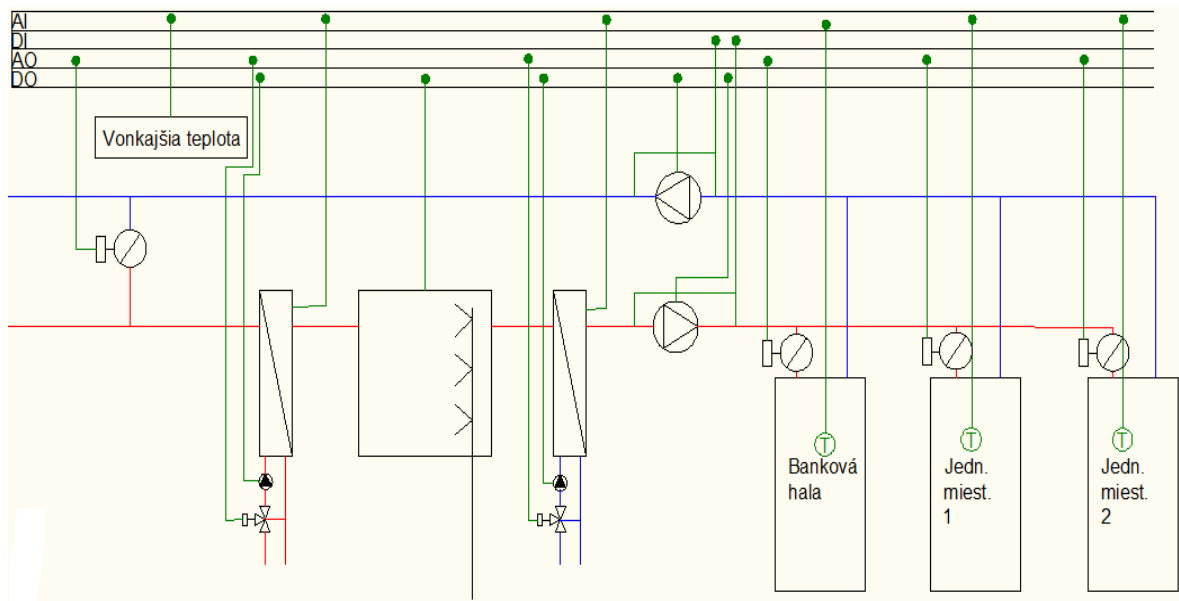 AI
DI
AO
DO
Vonkajšia teplota
T
T
T
Banková
hala
Jedn.
miest.
1
Jedn.
miest.
2